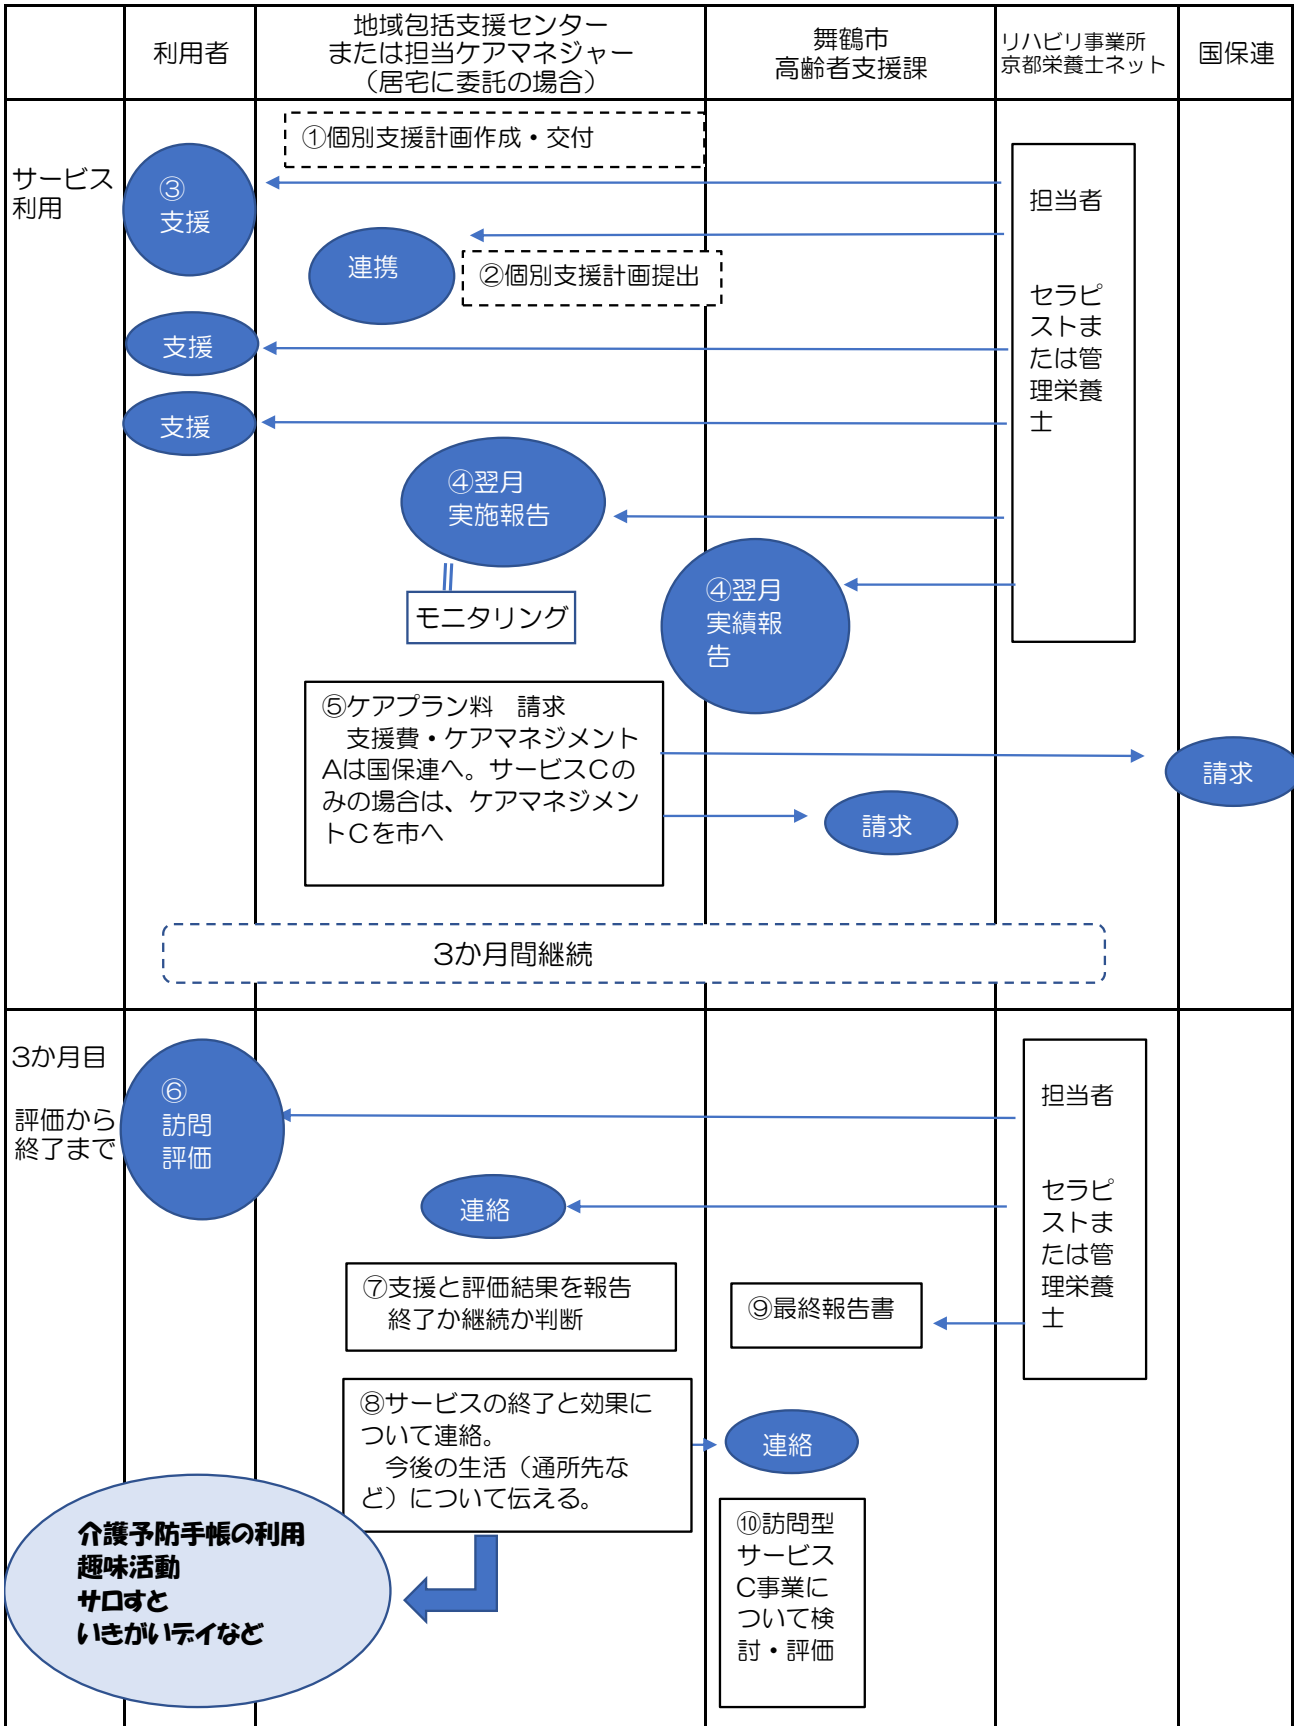 利用者
地域包括支援センター
または担当ケアマネジャー
（居宅に委託の場合）
舞鶴市
高齢者支援課
リハビリ事業所
京都栄養士ネット
国保連
サービス
利用
①個別支援計画作成・交付
③
支援
担当者
連携
②個別支援計画提出
セラピ
ストま
たは管
理栄養
士
支援
支援
④翌月
実施報告
モニタリング
④翌月
実績報
告
⑤ケアプラン料　請求
　支援費・ケアマネジメント
Aは国保連へ。サービスCの
みの場合は、ケアマネジメン
トCを市へ
請求
請求
3か月間継続
3か月目
評価から
終了まで
⑥
訪問
評価
担当者
セラピ
ストま
たは管
理栄養
士
連絡
⑦支援と評価結果を報告
　終了か継続か判断
⑨最終報告書
⑧サービスの終了と効果に
ついて連絡。
　今後の生活（通所先な
ど）について伝える。
連絡
⑩訪問型
サービス
C事業に
ついて検
討・評価
介護予防手帳の利用
趣味活動
サロすと
いきがいデイなど